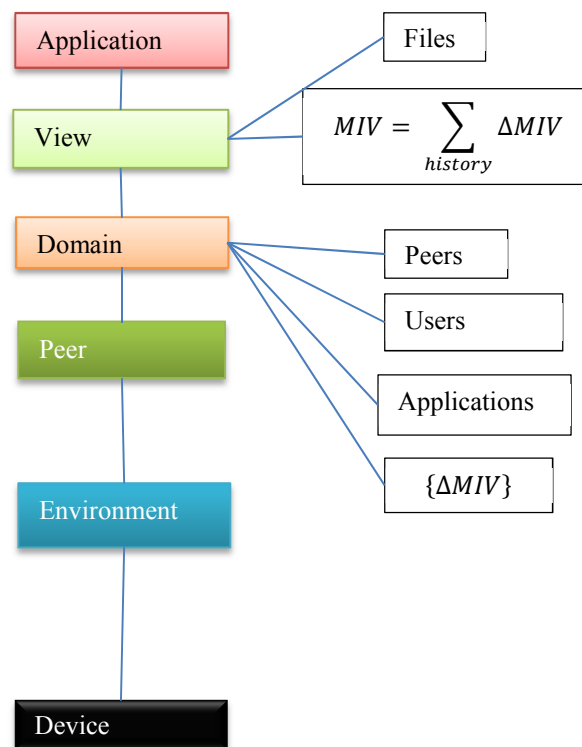 Application
Files
View
MIV = ∑ ΔMIV
history
Domain
Peers
Users
Peer
Applications
{ΔMIV}
Environment
Device